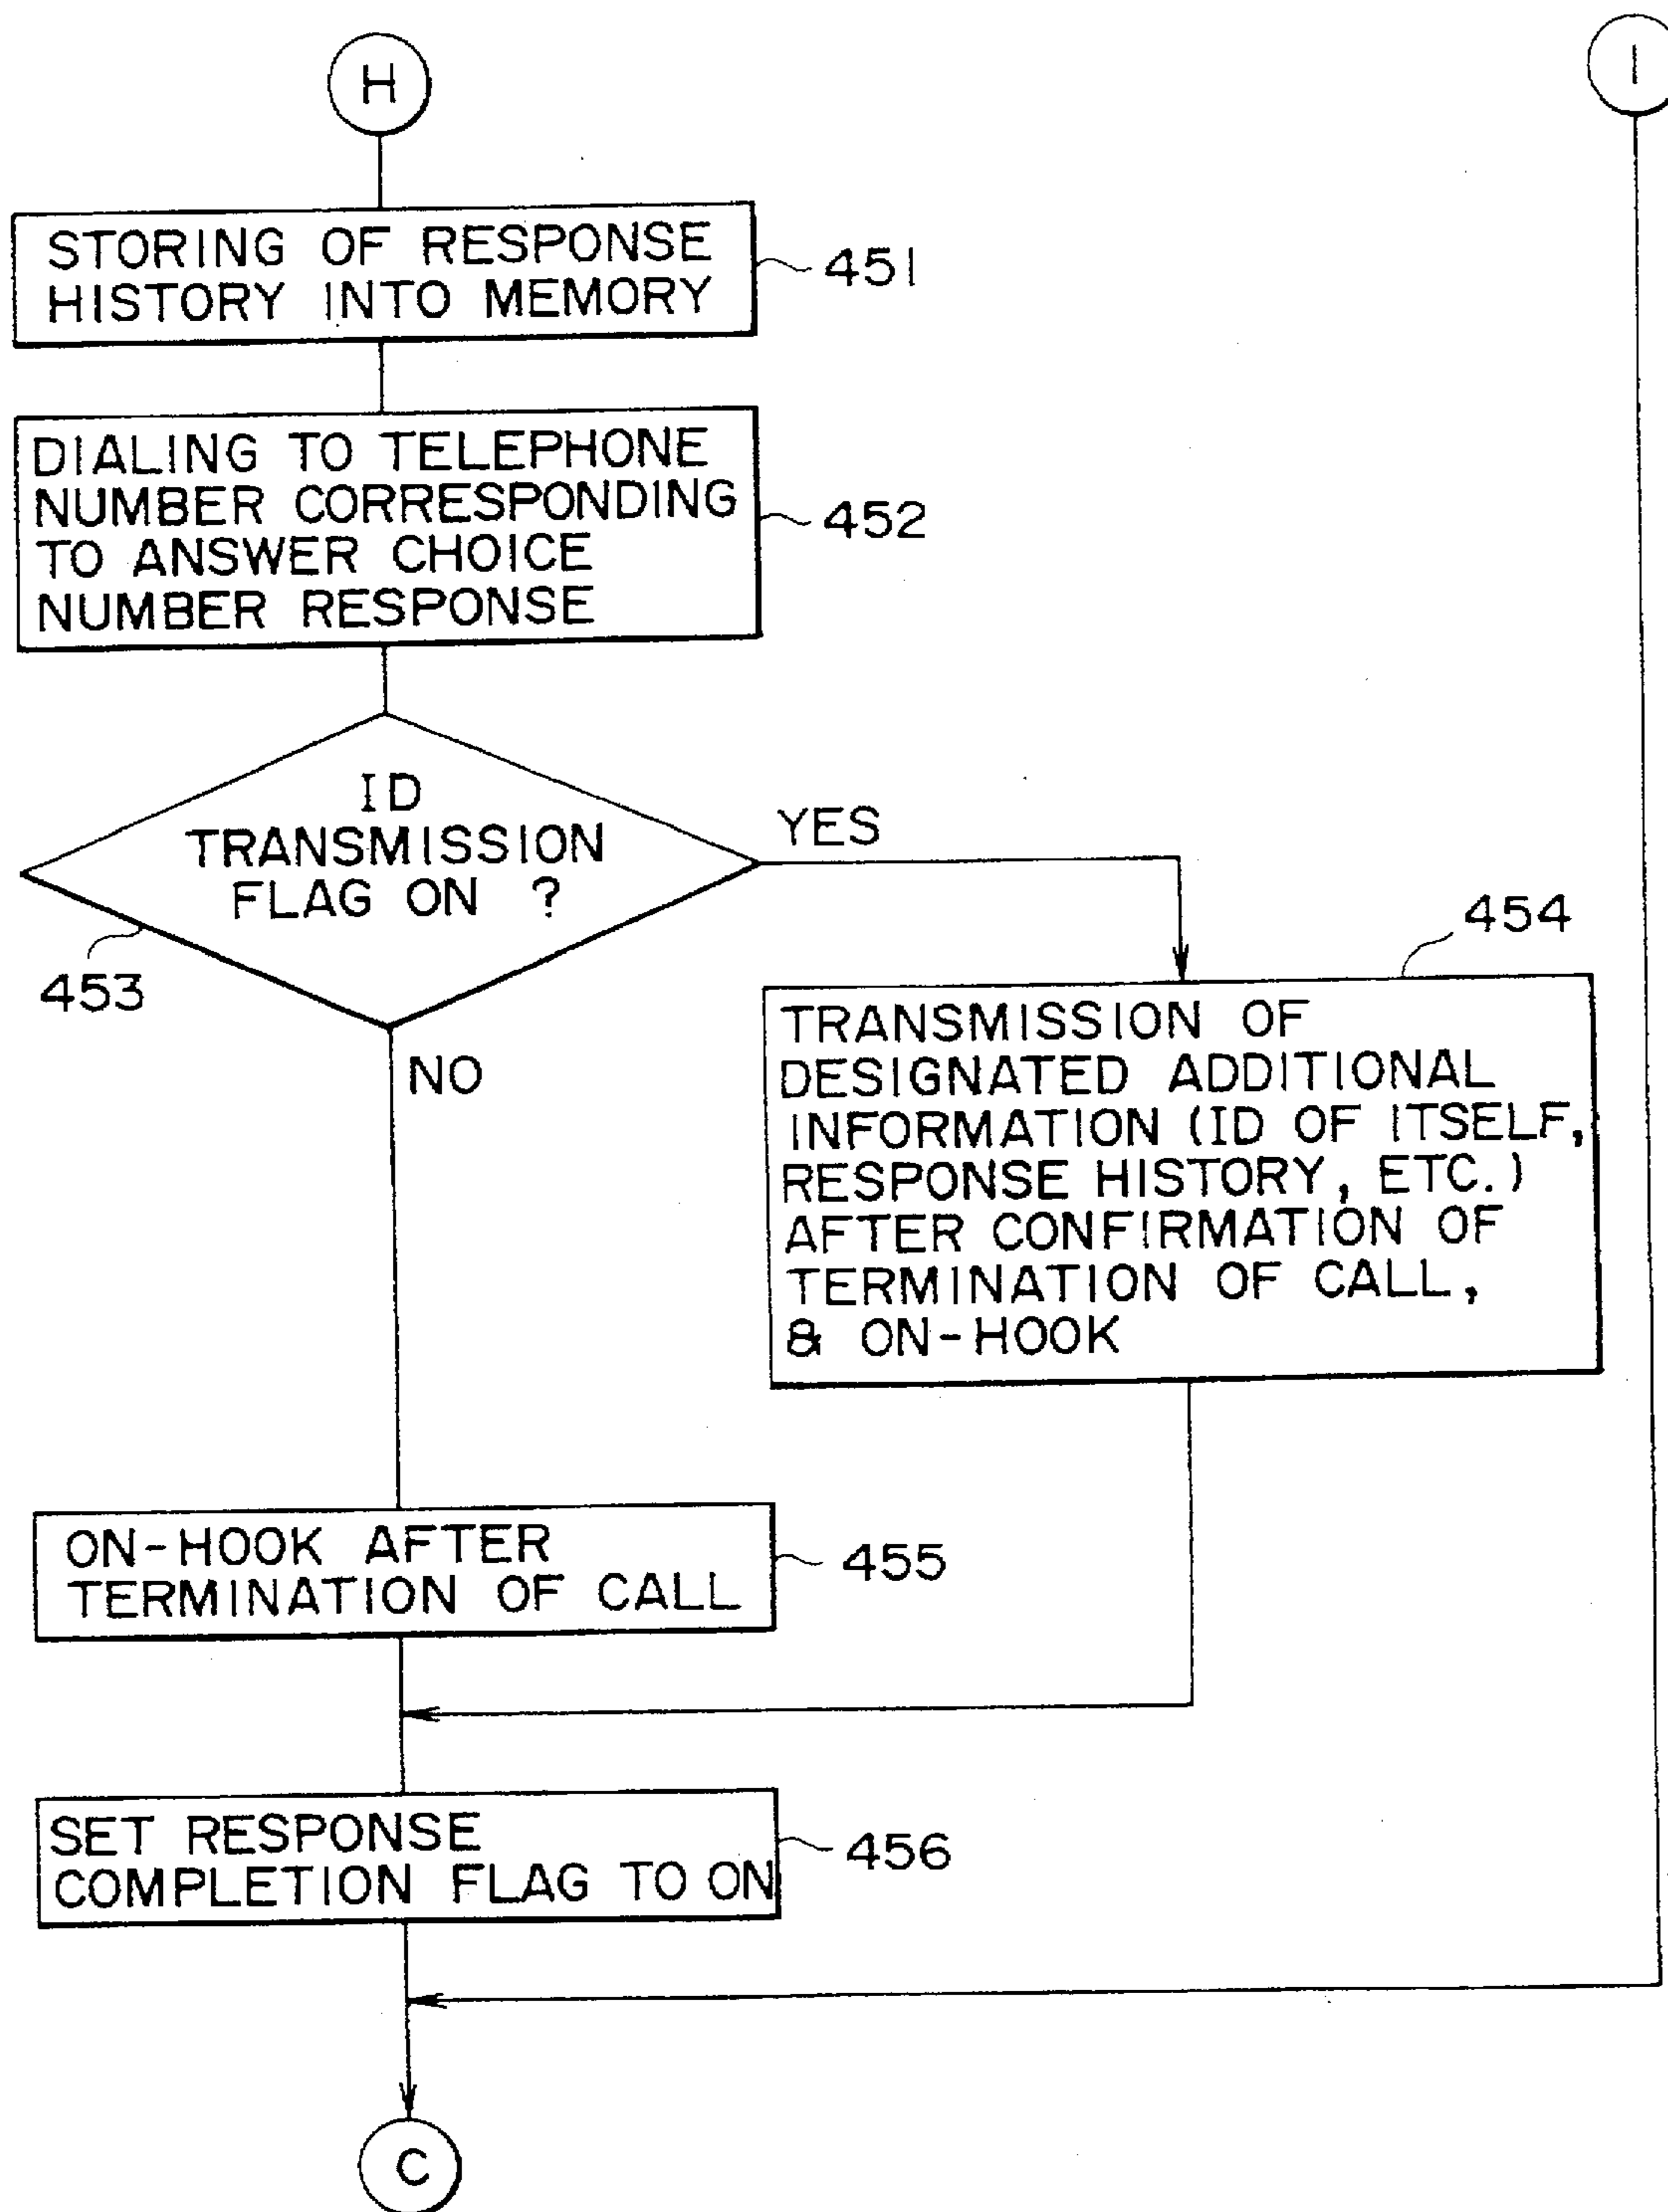 H
I
STORING OF RESPONSE
HISTORY INTO MEMORY
451
DIALING TO TELEPHONE
NUMBER CORRESPONDING
TO ANSWER CHOICE
NUMBER RESPONSE
452
ID
TRANSMISSION
FLAG ON ?
453
YES
NO
454
TRANSMISSION OF
DESIGNATED ADDITIONAL
INFORMATION (ID OF ITSELF,
RESPONSE HISTORY, ETC.)
AFTER CONFIRMATION OF
TERMINATION OF CALL,
& ON-HOOK
ON-HOOK AFTER
TERMINATION OF CALL
455
SET RESPONSE
COMPLETION FLAG TO ON
456
C